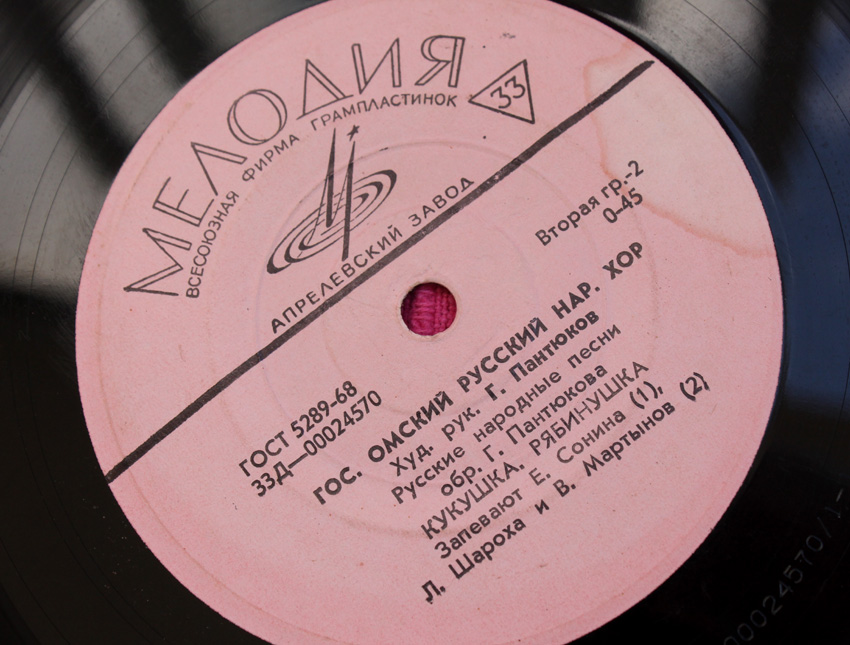 МЕЛОДИЯ
ВСЕСОЮЗНАЯ ФИРМА ГРАМПЛАСТИНОК
33
АПРЕЛЕВСКИЙ ЗАВОД
Вторая гр.-2
0-45
ГОСТ 5289-68
33Д—00024570
ГОС. ОМСКИЙ РУССКИЙ НАР. ХОР
Худ. рук. Г. Пантюков
Русские народные песни
обр. Г. Пантюкова
КУКУШКА, РЯБИНУШКА
Запевают Е. Сонина (1),
Л. Шароха и В. Мартынов (2)
00024570/1-